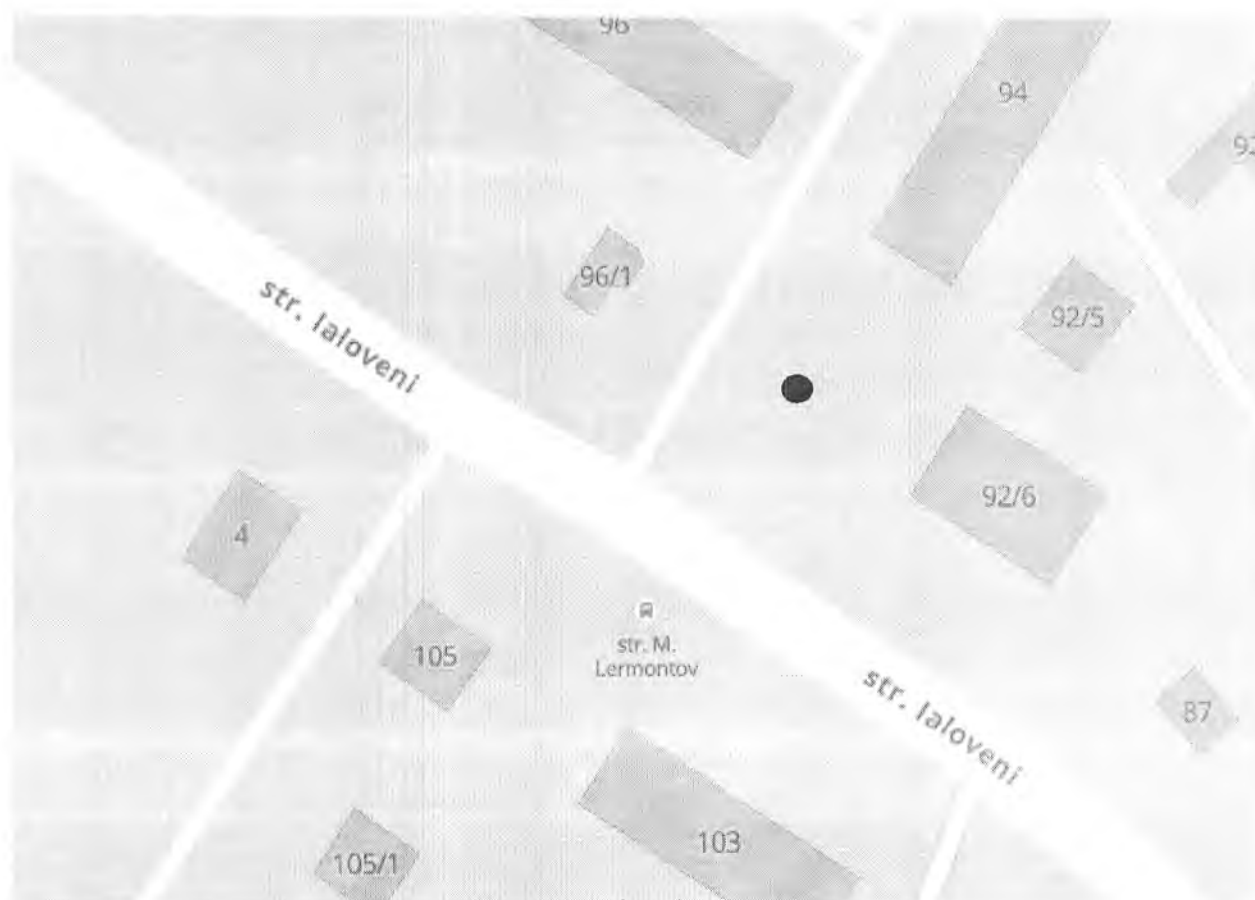 96
94
92
96/1
92/5
str. Ialoveni
92/6
4
str. M.
Lermontov
105
str. Ialoveni
87
103
105/1